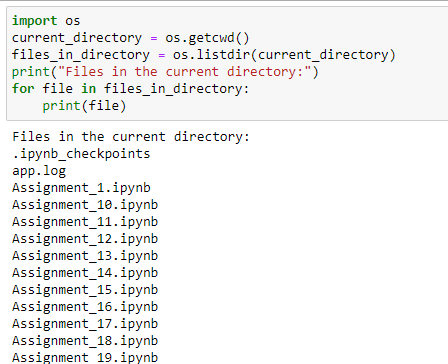 import os
current_directory = os.getcwd()
files_in_directory = os.listdir(current_directory)
print("Files in the current directory:")
for file in files_in_directory:
    print(file)
Files in the current directory:
.ipynb_checkpoints
app.log
Assignment_1.ipynb
Assignment_10.ipynb
Assignment_11.ipynb
Assignment_12.ipynb
Assignment_13.ipynb
Assignment_14.ipynb
Assignment_15.ipynb
Assignment_16.ipynb
Assignment_17.ipynb
Assignment_18.ipynb
Assignment_19.ipynb